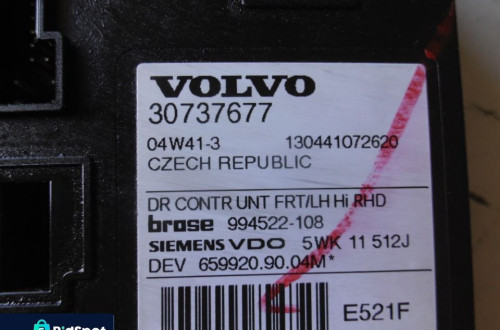 VOLVO
30737677
04W41-3 130441072620
CZECH REPUBLIC
DR CONTR UNT FRT/LH Hi RHD
brose 994522-108
SIEMENS VDO 5WK 11 512J
DEV 659920.90.04M*
E521F